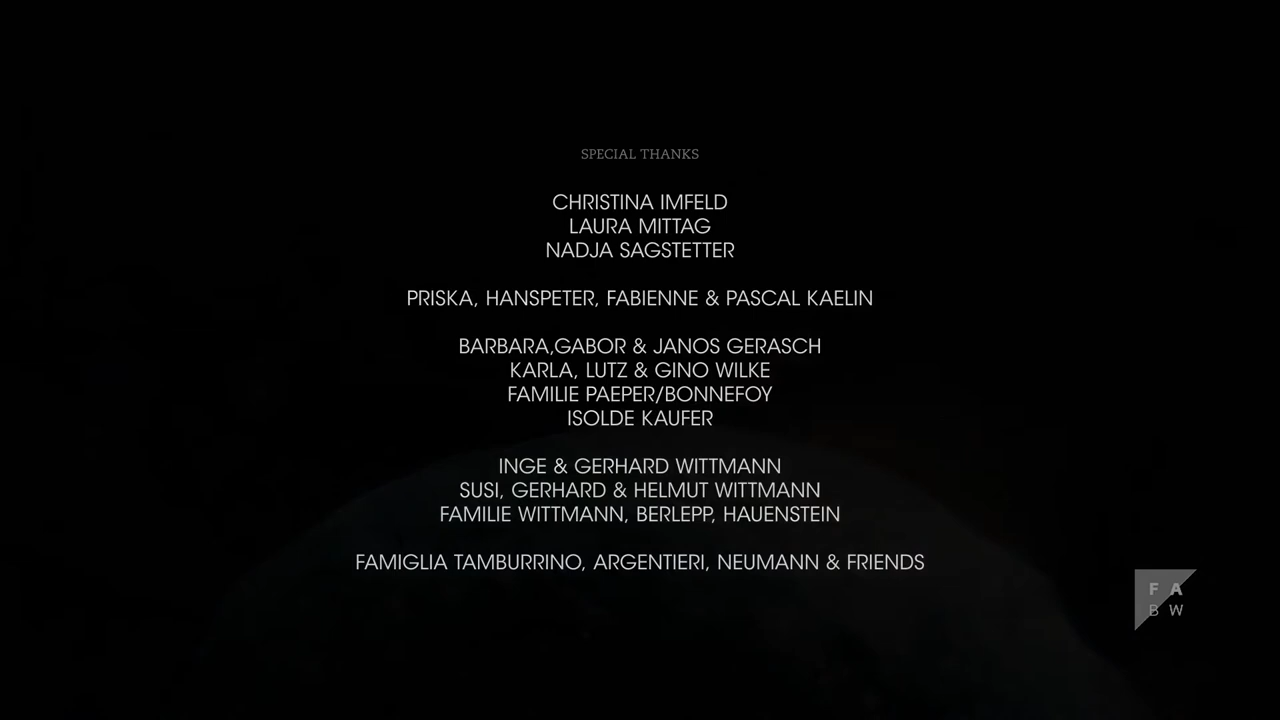 SPECIAL THANKS
CHRISTINA IMFELD
LAURA MITTAG
NADJA SAGSTETTER
PRISKA, HANSPETER, FABIENNE & PASCAL KAELIN
BARBARA,GABOR & JANOS GERASCH
KARLA, LUTZ & GINO WILKE
FAMILIE PAEPER/BONNEFOY
ISOLDE KAUFER
INGE & GERHARD WITTMANN
SUSI, GERHARD & HELMUT WITTMANN
FAMILIE WITTMANN, BERLEPP, HAUENSTEIN
FAMIGLIA TAMBURRINO, ARGENTIERI, NEUMANN & FRIENDS
F A
B W